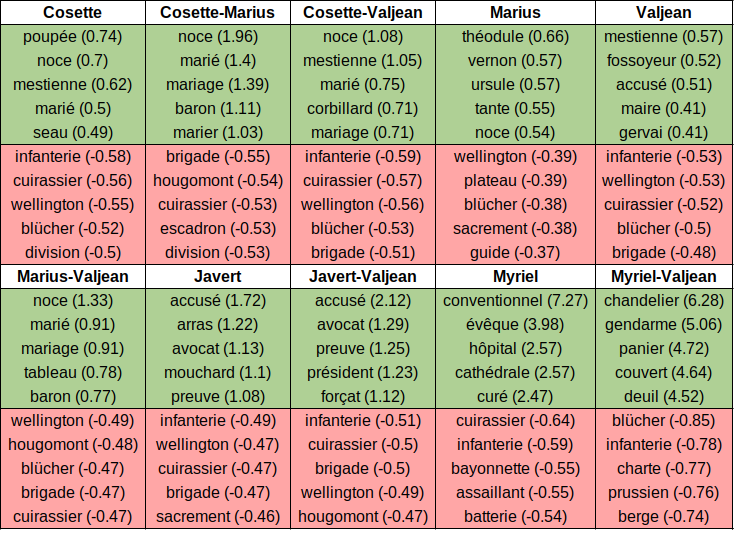 Cosette Cosette-Marius Cosette-Valjean Marius Valjean
poupée (0.74) noce (1.96) noce (1.08) théodule (0.66) mestienne (0.57)
noce (0.7) marié (1.4) mestienne (1.05) vernon (0.57) fossoyeur (0.52)
mestienne (0.62) mariage (1.39) marié (0.75) ursule (0.57) accusé (0.51)
marié (0.5) baron (1.11) corbillard (0.71) tante (0.55) maire (0.41)
seau (0.49) marier (1.03) mariage (0.71) noce (0.54) gervai (0.41)
infanterie (-0.58) brigade (-0.55) infanterie (-0.59) wellington (-0.39) infanterie (-0.53)
cuirassier (-0.56) hougomont (-0.54) cuirassier (-0.57) plateau (-0.39) wellington (-0.53)
wellington (-0.55) cuirassier (-0.53) wellington (-0.56) blücher (-0.38) cuirassier (-0.52)
blücher (-0.52) escadron (-0.53) blücher (-0.53) sacrement (-0.38) blücher (-0.5)
division (-0.5) division (-0.53) brigade (-0.51) guide (-0.37) brigade (-0.48)
Marius-Valjean Javert Javert-Valjean Myriel Myriel-Valjean
noce (1.33) accusé (1.72) accusé (2.12) conventionnel (7.27) chandelier (6.28)
marié (0.91) arras (1.22) avocat (1.29) évêque (3.98) gendarme (5.06)
mariage (0.91) avocat (1.13) preuve (1.25) hôpital (2.57) panier (4.72)
tableau (0.78) mouchard (1.1) président (1.23) cathédrale (2.57) couvert (4.64)
baron (0.77) preuve (1.08) forçat (1.12) curé (2.47) deuil (4.52)
wellington (-0.49) infanterie (-0.49) infanterie (-0.51) cuirassier (-0.64) blücher (-0.85)
hougomont (-0.48) wellington (-0.47) cuirassier (-0.5) infanterie (-0.59) infanterie (-0.78)
blücher (-0.47) cuirassier (-0.47) brigade (-0.5) bayonnette (-0.55) charte (-0.77)
brigade (-0.47) brigade (-0.47) wellington (-0.49) assaillant (-0.55) prussien (-0.76)
cuirassier (-0.47) sacrement (-0.46) hougomont (-0.47) batterie (-0.54) berge (-0.74)